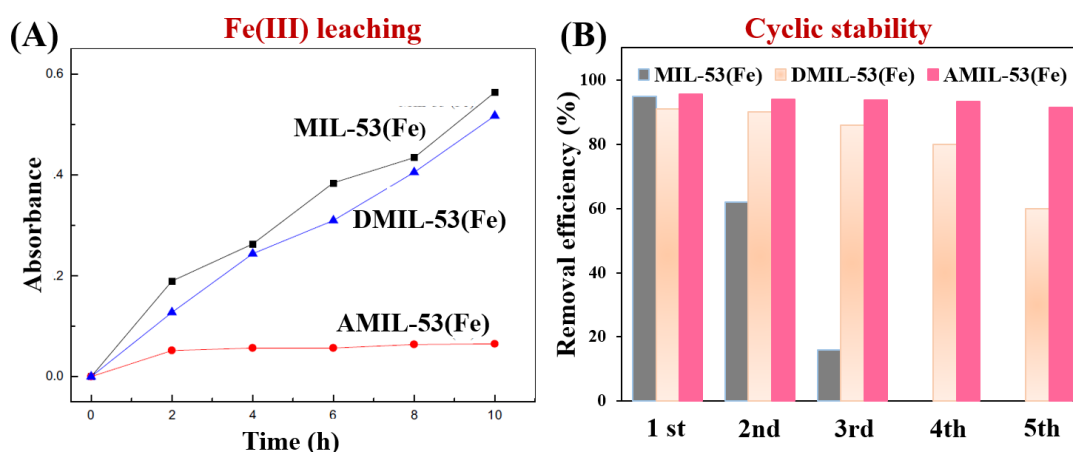 (A)
Fe(III) leaching
0.6
.4
.2
0.0
Absorbance
MIL-53(Fe)
DMIL-53(Fe)
AMIL-53(Fe)
0 2 4 6 8 10
Time (h)
(B)
Cyclic stability
MIL-53(Fe) DMIL-53(Fe) AMIL-53(Fe)
100
80
60
40
20
0
Removal efficiency (%)
1 st 2nd 3rd 4th 5th